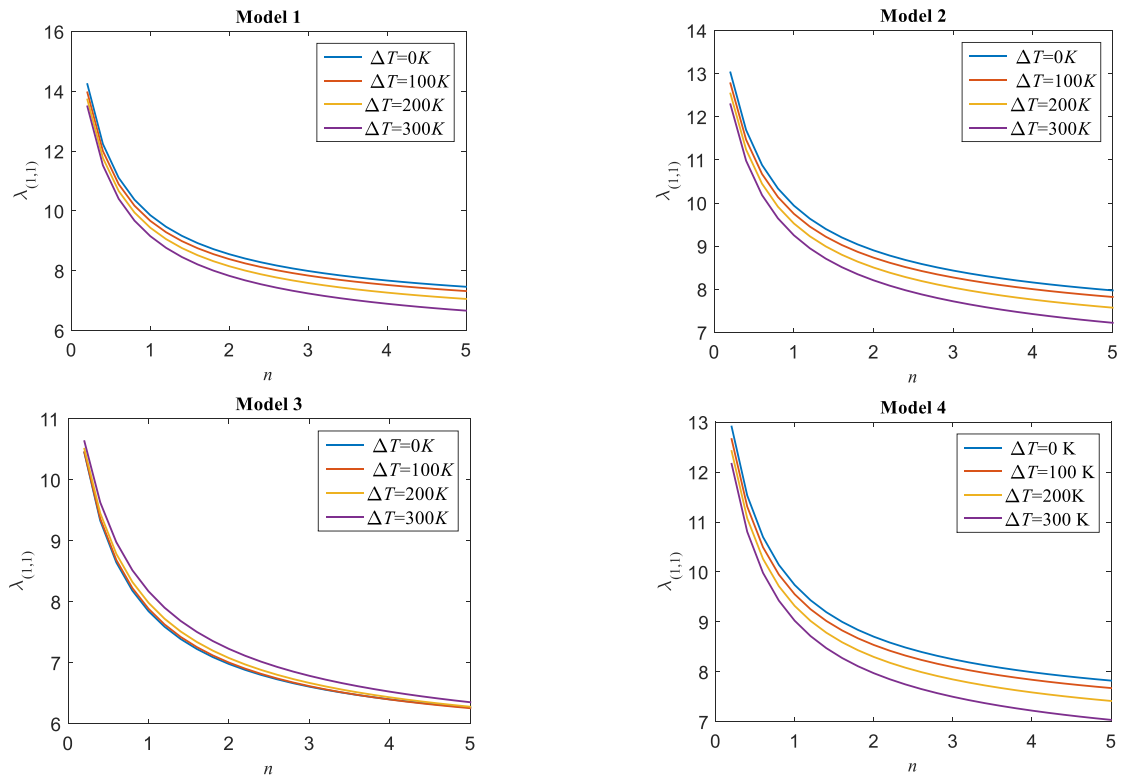 Model 1
16
14
12
10
8
6
λ(1,1)
0 1 2 3 4 5
n
ΔT=0K
ΔT=100K
ΔT=200K
ΔT=300K
Model 2
14
13
12
11
10
9
8
7
λ(1,1)
0 1 2 3 4 5
n
ΔT=0K
ΔT=100K
ΔT=200K
ΔT=300K
Model 3
11
10
9
8
7
6
λ(1,1)
0 1 2 3 4 5
n
ΔT=0K
ΔT=100K
ΔT=200K
ΔT=300K
Model 4
13
12
11
10
9
8
7
λ(1,1)
0 1 2 3 4 5
n
ΔT=0 K
ΔT=100 K
ΔT=200K
ΔT=300 K